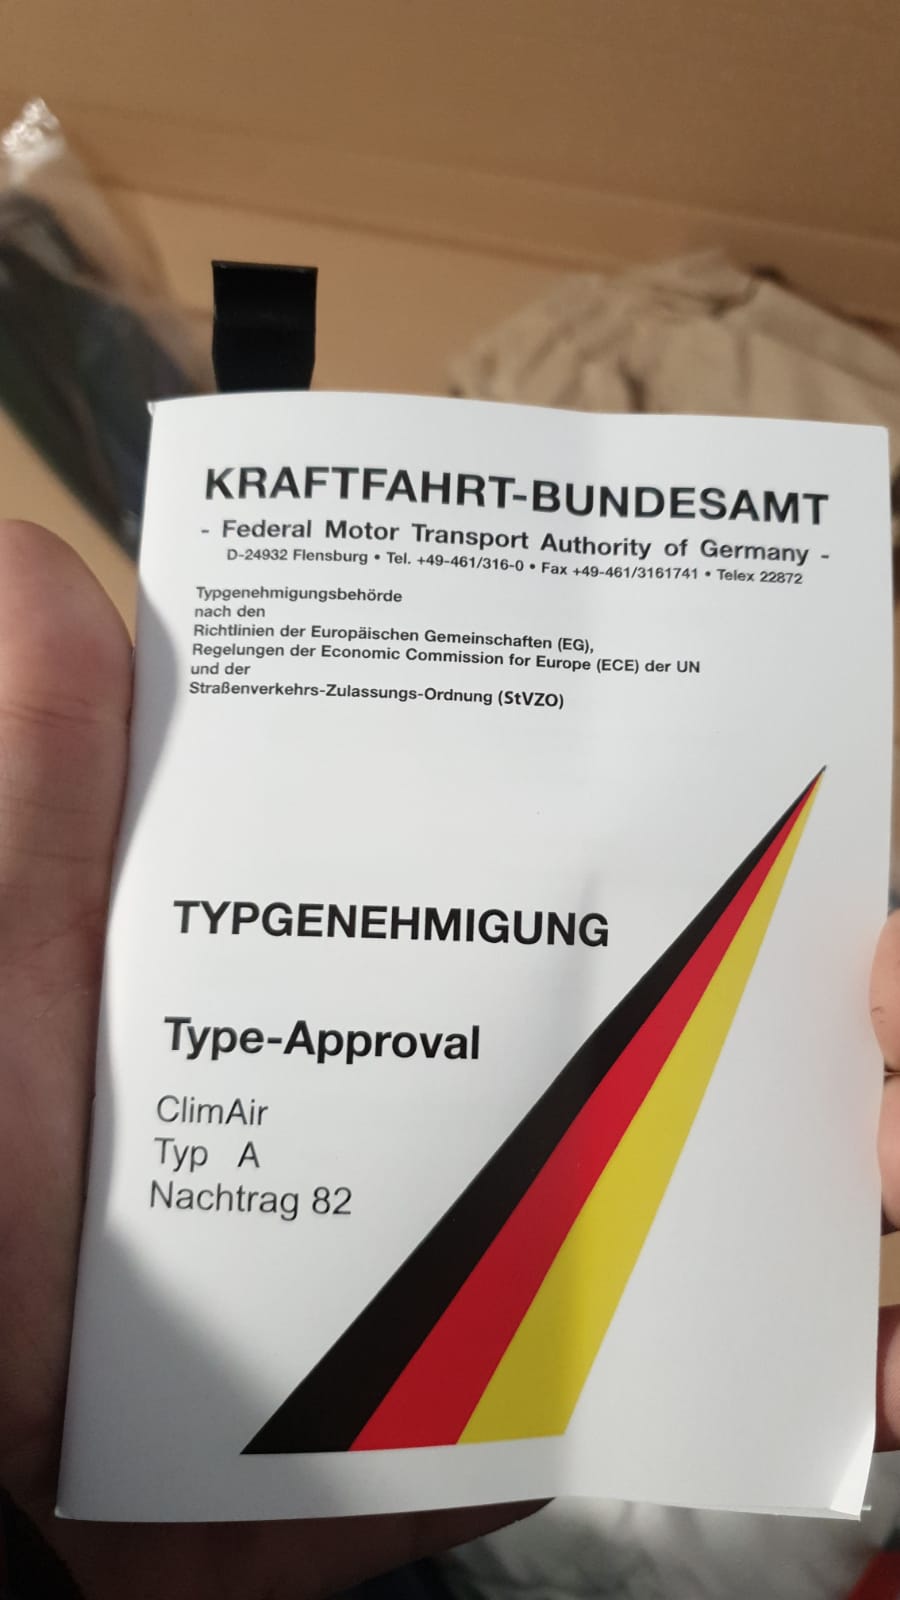 KRAFTFAHRT-BUNDESAMT
- Federal Motor Transport Authority of Germany -
D-24932 Flensburg • Tel. +49-461/316-0 • Fax +49-461/3161741 • Telex 22872
Typgenehmigungsbehörde
nach den
Richtlinien der Europäischen Gemeinschaften (EG),
Regelungen der Economic Commission for Europe (ECE) der UN
und der
Straßenverkehrs-Zulassungs-Ordnung (StVZO)
TYPGENEHMIGUNG
Type-Approval
ClimAir
Typ A
Nachtrag 82